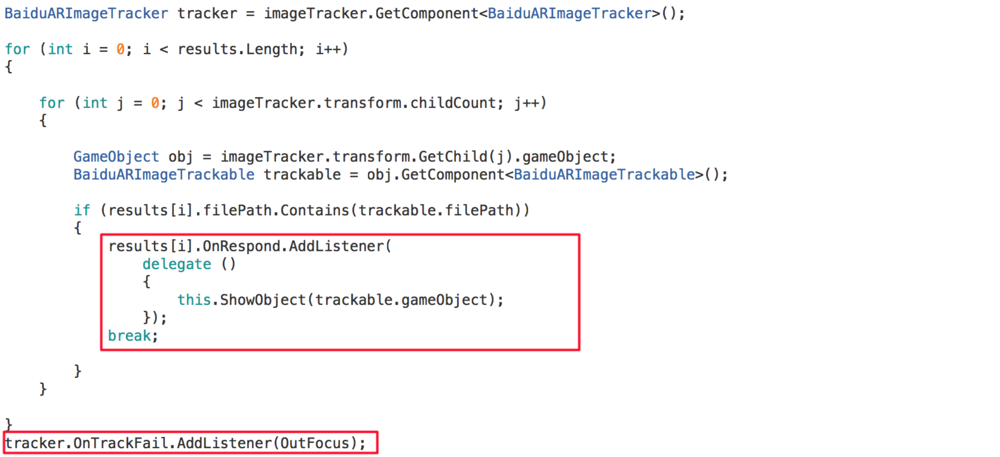 BaiduARImageTracker tracker = imageTracker.GetComponent<BaiduARImageTracker>();
for (int i = 0; i < results.Length; i++)
{
for (int j = 0; j < imageTracker.transform.childCount; j++)
{
GameObject obj = imageTracker.transform.GetChild(j).gameObject;
BaiduARImageTrackable trackable = obj.GetComponent<BaiduARImageTrackable>();
if (results[i].filePath.Contains(trackable.filePath))
{
results[i].OnRespond.AddListener(
delegate ()
{
this.ShowObject(trackable.gameObject);
});
break;
}
}
}
tracker.OnTrackFail.AddListener(OutFocus);